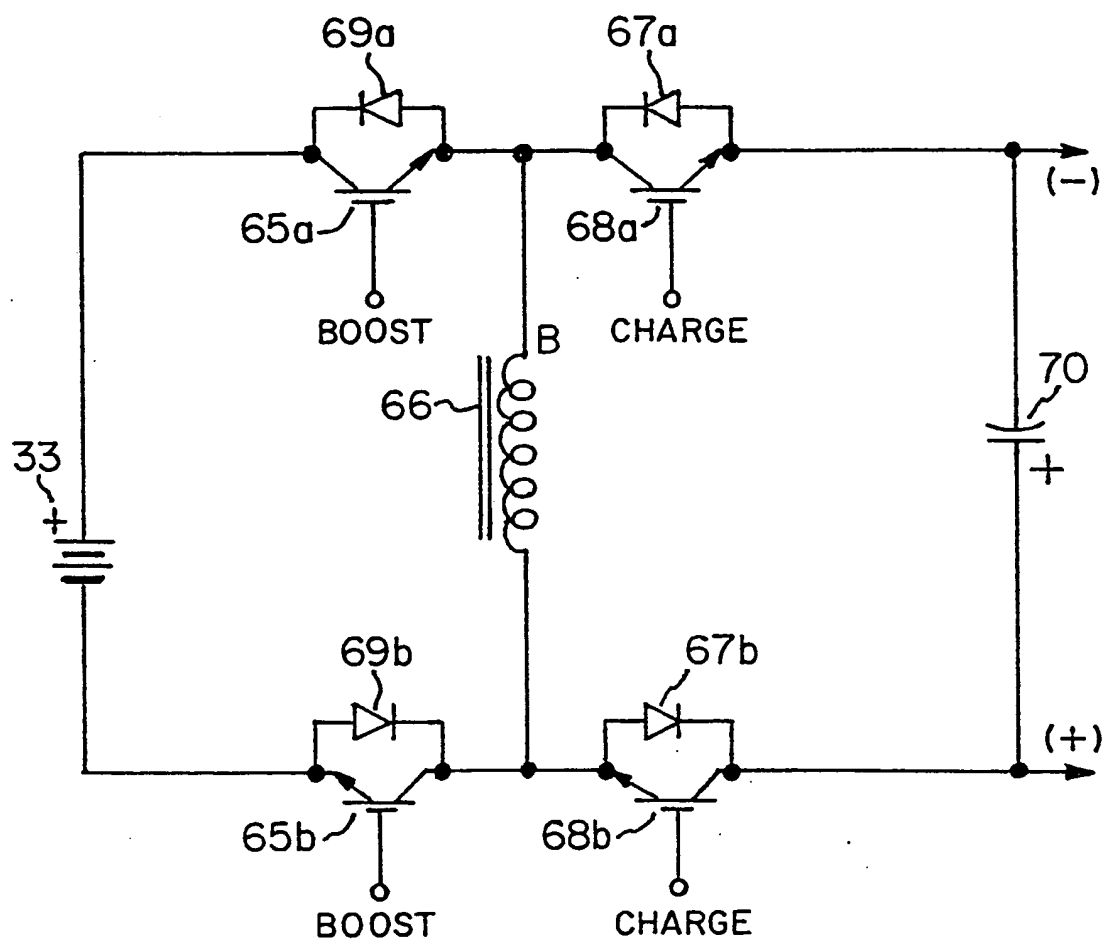 69a
67a
(-)
65a
68a
BOOST
CHARGE
B
66
70
33
+
+
69b
67b
(+)
65b
68b
BOOST
CHARGE